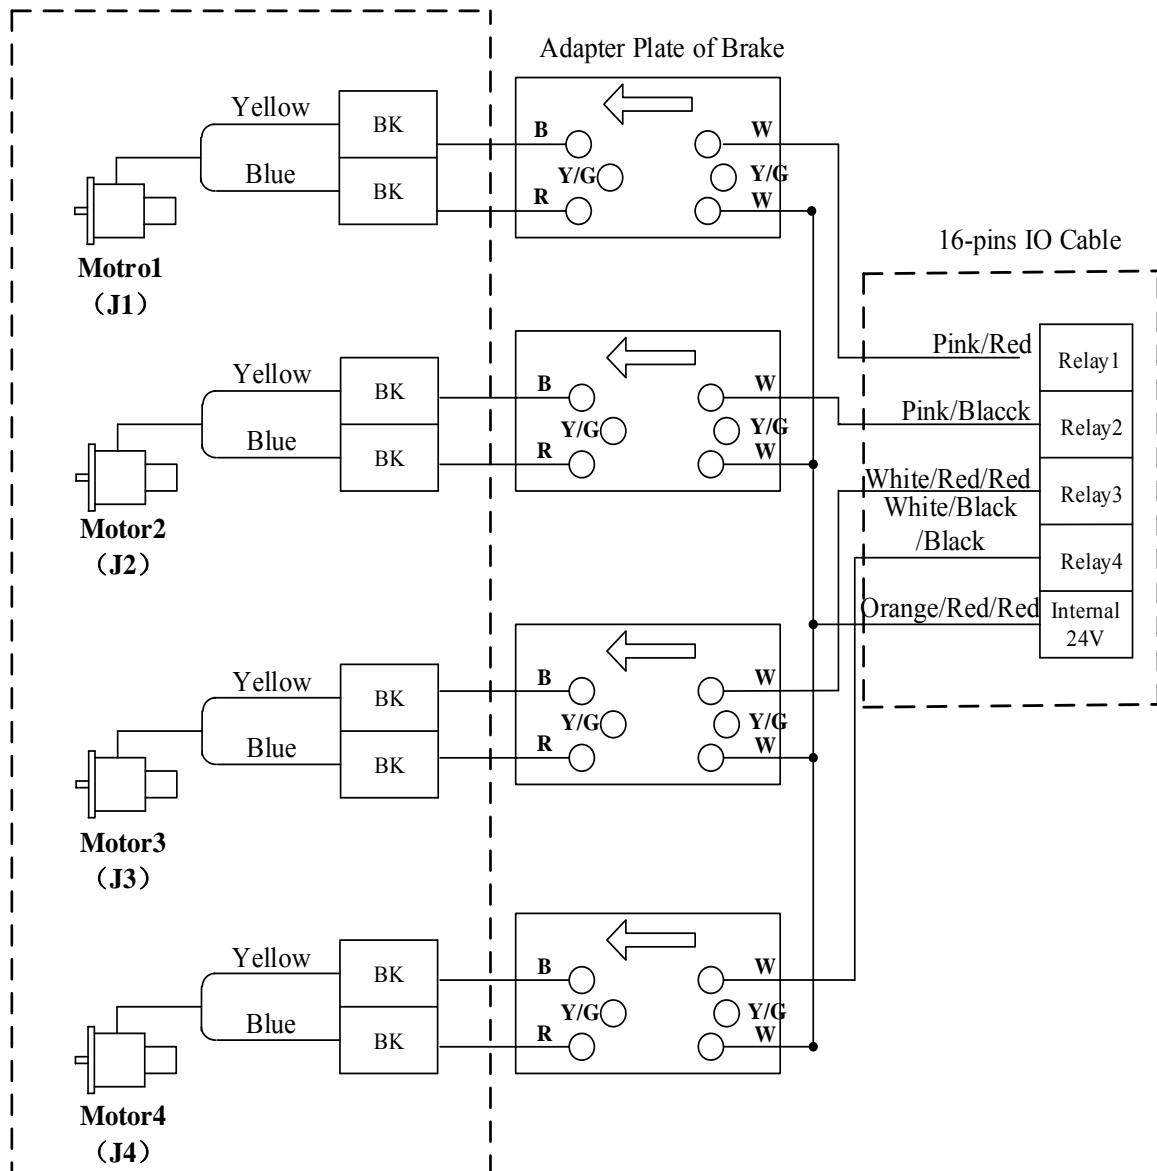 Adapter Plate of Brake
Yellow
BK
Blue
BK
B
Y/G
R
W
Y/G
W
Motro1
（J1）
16-pins IO Cable
Pink/Red
Relay1
Pink/Blacck
Relay2
White/Red/Red
Relay3
White/Black
/Black
Relay4
Orange/Red/Red
Internal
24V
Yellow
BK
Blue
BK
B
Y/G
R
W
Y/G
W
Motor2
（J2）
Yellow
BK
Blue
BK
B
Y/G
R
W
Y/G
W
Motor3
（J3）
Yellow
BK
Blue
BK
B
Y/G
R
W
Y/G
W
Motor4
（J4）